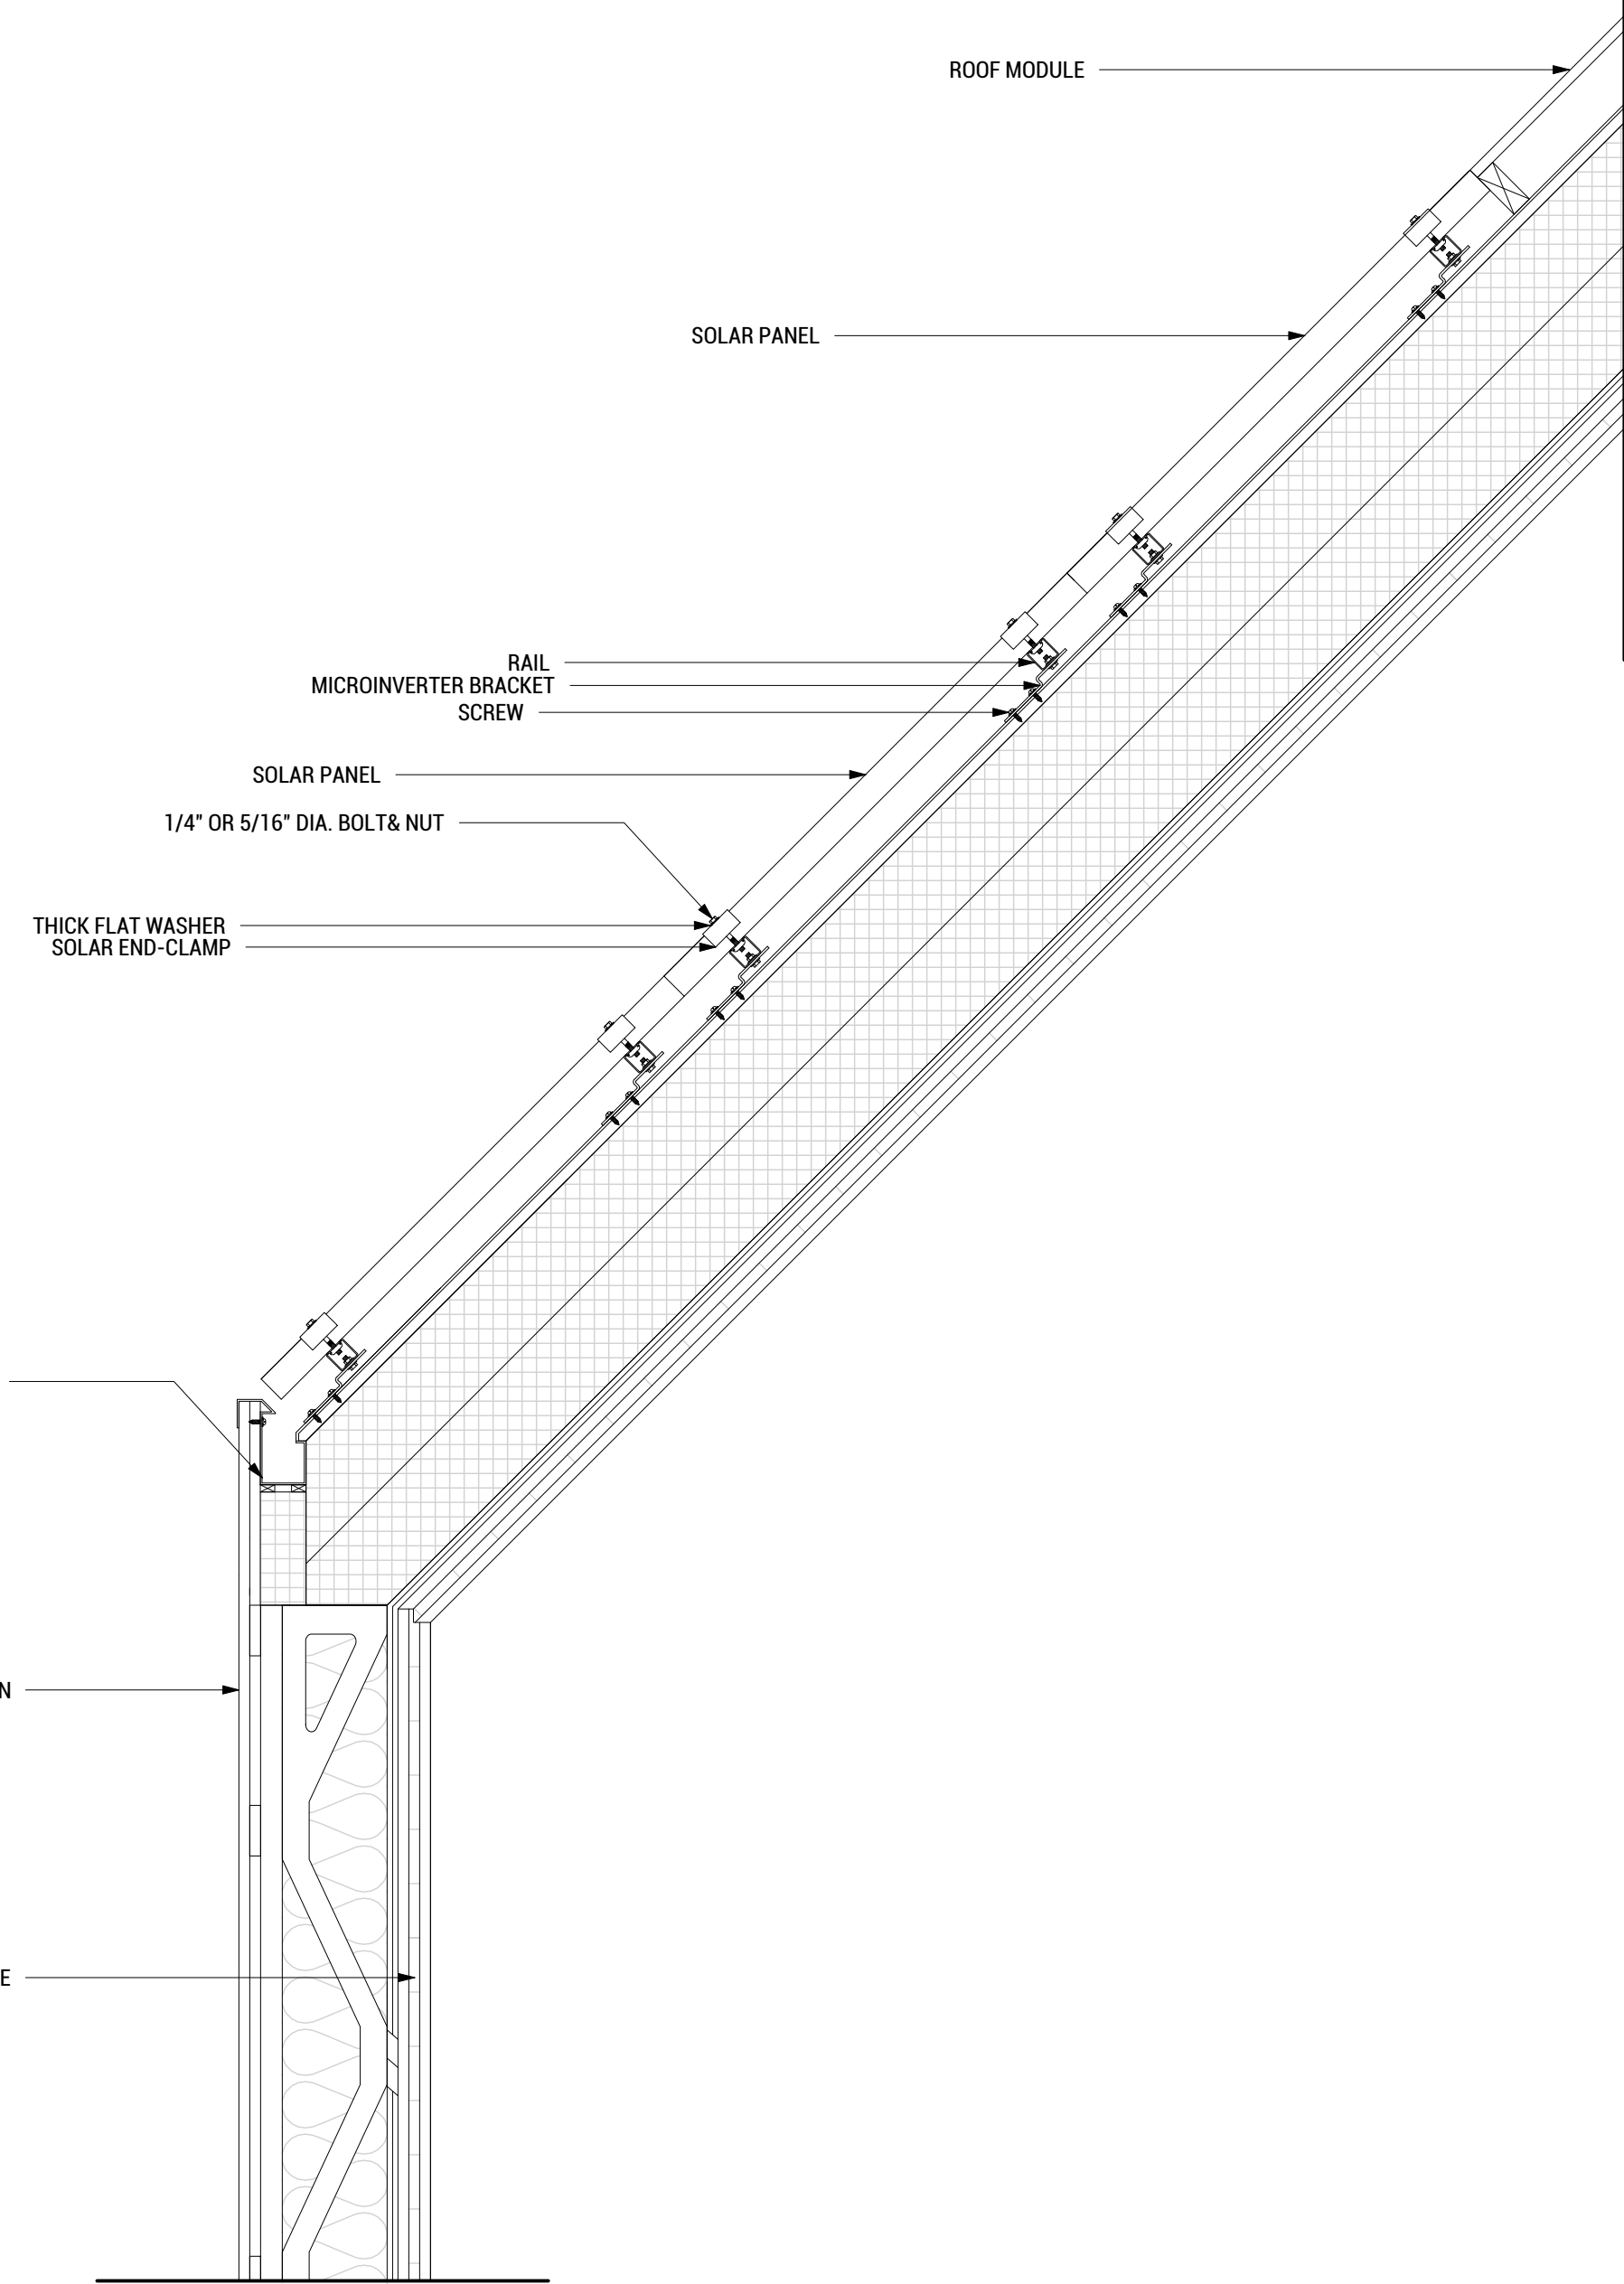 ROOF MODULE
SOLAR PANEL
RAIL
MICROINVERTER BRACKET
SCREW
SOLAR PANEL
1/4" OR 5/16" DIA. BOLT& NUT
THICK FLAT WASHER
SOLAR END-CLAMP
N
E